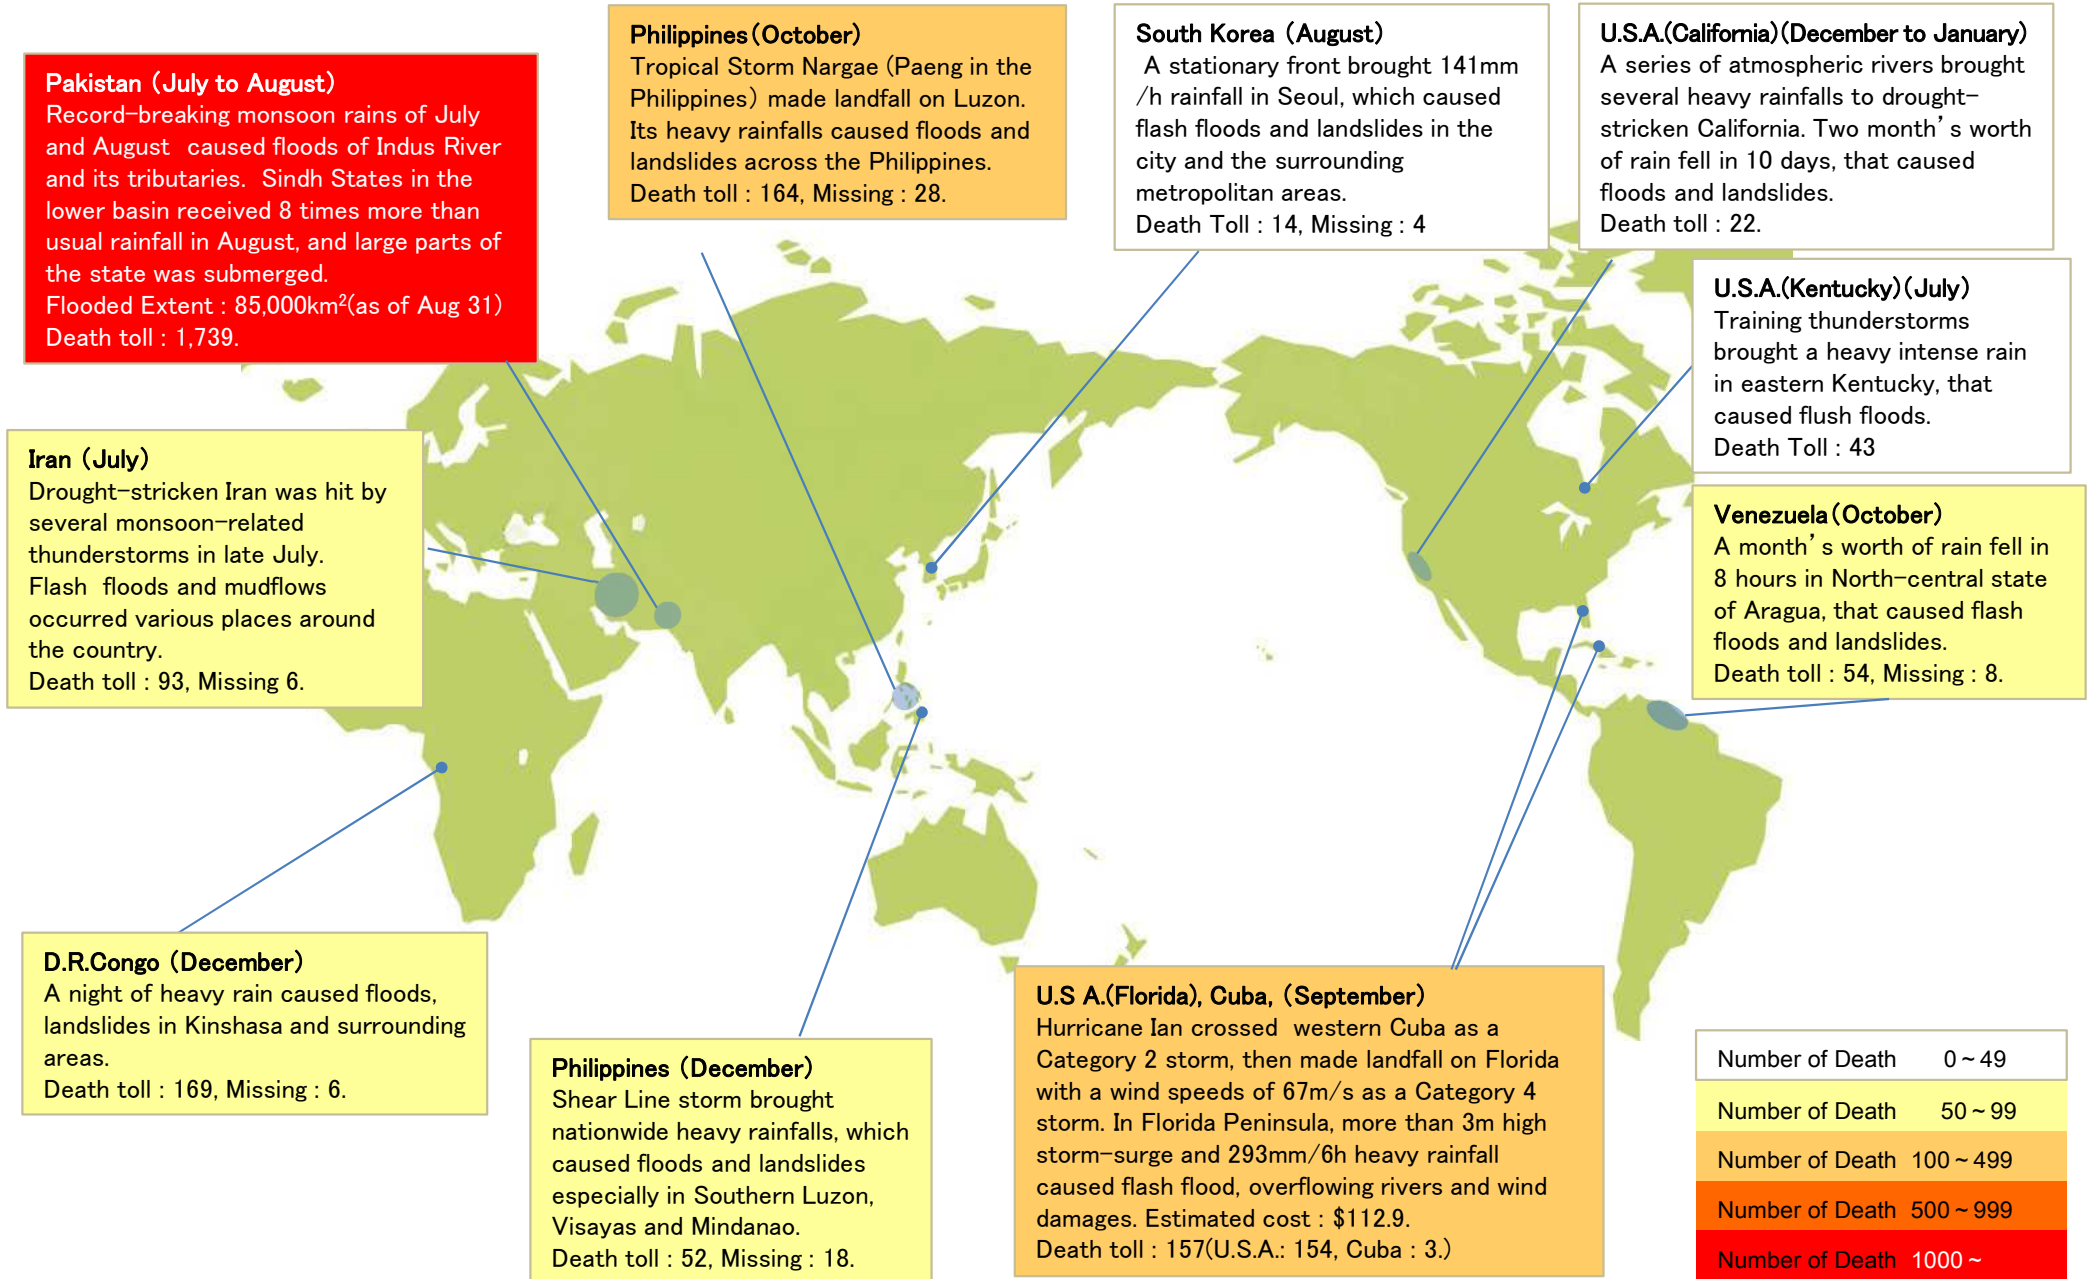 Pakistan (July to August)
Record-breaking monsoon rains of July
and August caused floods of Indus River
and its tributaries. Sindh States in the
lower basin received 8 times more than
usual rainfall in August, and large parts of
the state was submerged.
Flooded Extent : 85,000km²(as of Aug 31)
Death toll : 1,739.
Philippines(October)
Tropical Storm Nargae (Paeng in the
Philippines) made landfall on Luzon.
Its heavy rainfalls caused floods and
landslides across the Philippines.
Death toll : 164, Missing : 28.
South Korea (August)
A stationary front brought 141mm
/h rainfall in Seoul, which caused
flash floods and landslides in the
city and the surrounding
metropolitan areas.
Death Toll : 14, Missing : 4
U.S.A.(California)(December to January)
A series of atmospheric rivers brought
several heavy rainfalls to drought-
stricken California. Two month's worth
of rain fell in 10 days, that caused
floods and landslides.
Death toll : 22.
U.S.A.(Kentucky)(July)
Training thunderstorms
brought a heavy intense rain
in eastern Kentucky, that
caused flush floods.
Death Toll : 43
Iran (July)
Drought-stricken Iran was hit by
several monsoon-related
thunderstorms in late July.
Flash floods and mudflows
occurred various places around
the country.
Death toll : 93, Missing 6.
Venezuela(October)
A month's worth of rain fell in
8 hours in North-central state
of Aragua, that caused flash
floods and landslides.
Death toll : 54, Missing : 8.
D.R.Congo (December)
A night of heavy rain caused floods,
landslides in Kinshasa and surrounding
areas.
Death toll : 169, Missing : 6.
Philippines (December)
Shear Line storm brought
nationwide heavy rainfalls, which
caused floods and landslides
especially in Southern Luzon,
Visayas and Mindanao.
Death toll : 52, Missing : 18.
U.S A.(Florida), Cuba, (September)
Hurricane Ian crossed western Cuba as a
Category 2 storm, then made landfall on Florida
with a wind speeds of 67m/s as a Category 4
storm. In Florida Peninsula, more than 3m high
storm-surge and 293mm/6h heavy rainfall
caused flash flood, overflowing rivers and wind
damages. Estimated cost : $112.9.
Death toll : 157(U.S.A.: 154, Cuba : 3.)
Number of Death 0~49
Number of Death 50~99
Number of Death 100~499
Number of Death 500~999
Number of Death 1000~